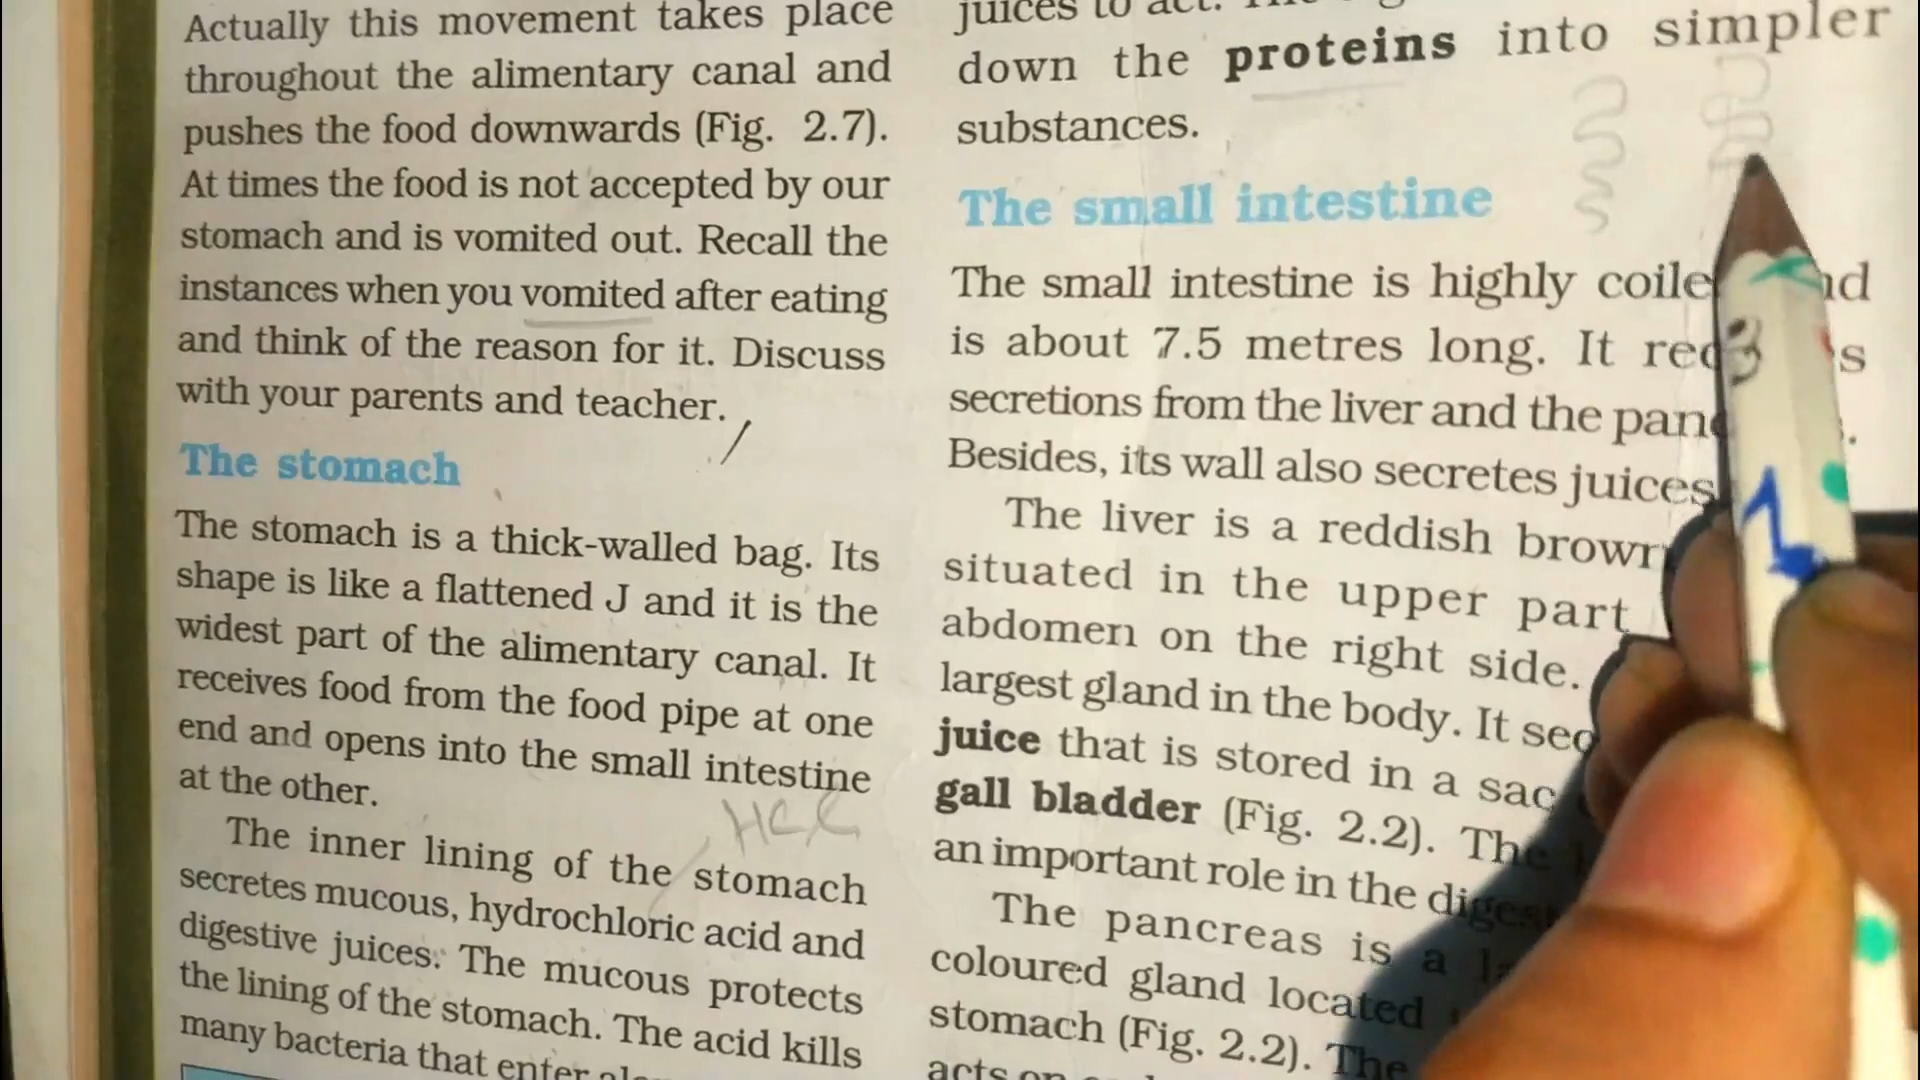 Actually this movement takes place
throughout the alimentary canal and
pushes the food downwards (Fig. 2.7).
At times the food is not accepted by our
stomach and is vomited out. Recall the
instances when you vomited after eating
and think of the reason for it. Discuss
with your parents and teacher.
The stomach
The stomach is a thick-walled bag. Its
shape is like a flattened J and it is the
widest part of the alimentary canal. It
receives food from the food pipe at one
end and opens into the small intestine
at the other.
HCL
The inner lining of the stomach
secretes mucous, hydrochloric acid and
digestive juices. The mucous protects
the lining of the stomach. The acid kills
many bacteria that enter
juices to act.
down the proteins into simpler
substances.
The small intestine
The small intestine is highly
is about 7.5 metres long. It
secretions from the liver and the
Besides, its wall also secretes juices
The liver is a reddish brown
situated in the upper part
abdomen on the right side.
largest gland in the body. It
juice that is stored in a sac
gall bladder (Fig. 2.2). The
an important role in the
The pancreas is a
coloured gland located
stomach (Fig. 2.2). The
acts on